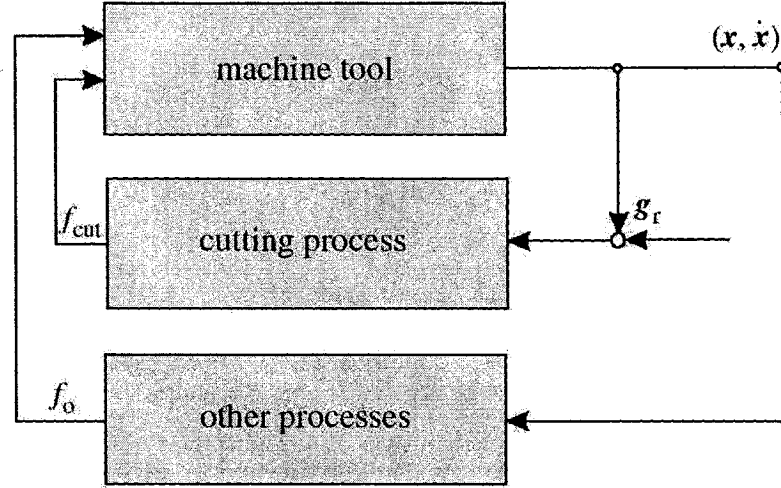 (x, ẋ)
machine tool
g_r
f_cut
cutting process
f_o
other processes